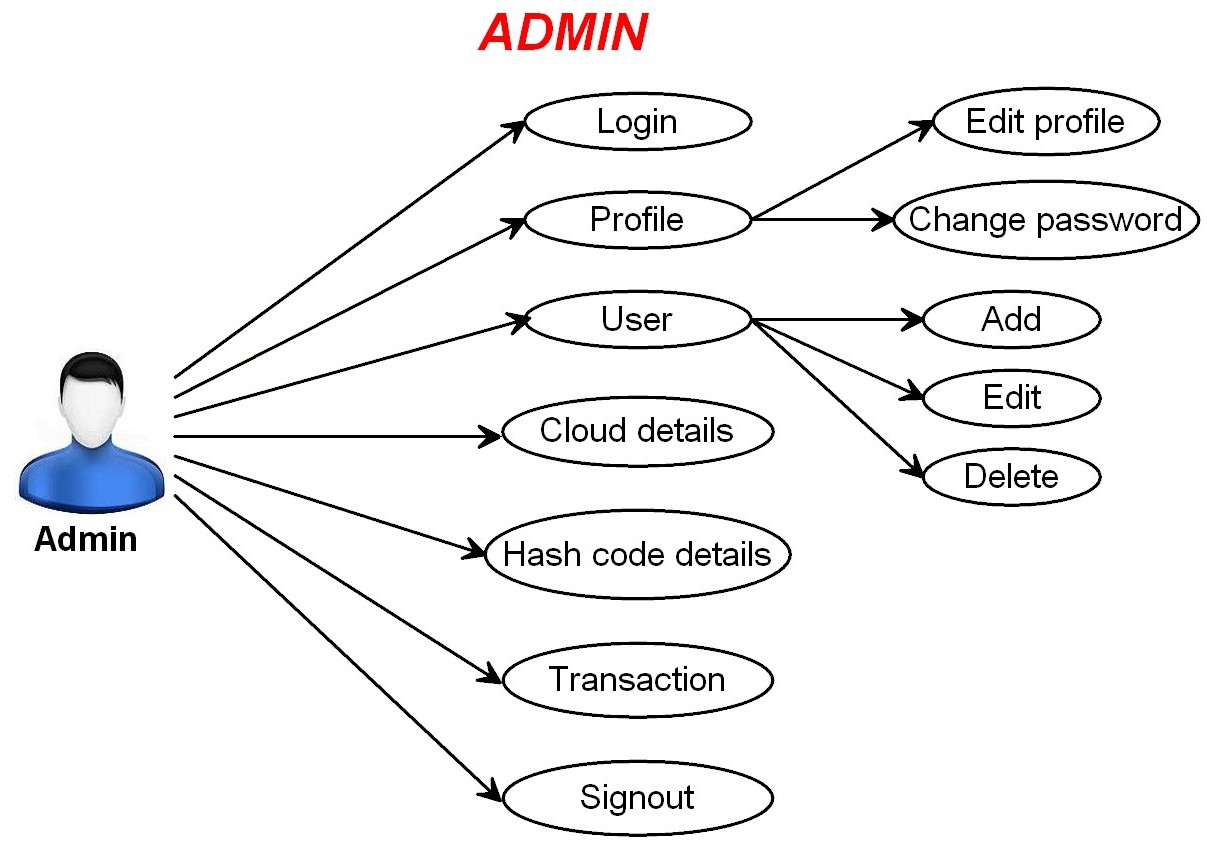 ADMIN
Login
Edit profile
Profile
Change password
User
Add
Edit
Cloud details
Delete
Admin
Hash code details
Transaction
Signout